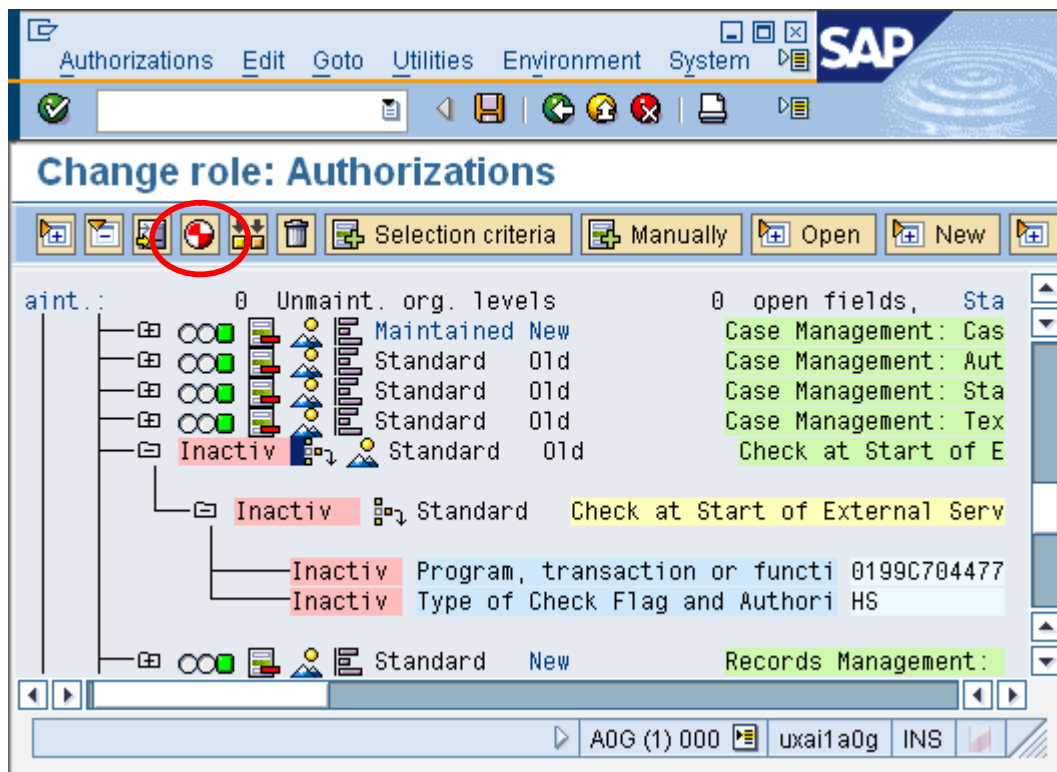 Authorizations Edit Goto Utilities Environment System
SAP
Change role: Authorizations
Selection criteria Manually Open New
aint.: 0 Unmaint. org. levels 0 open fields, Sta
Maintained New Case Management: Cas
Standard Old Case Management: Aut
Standard Old Case Management: Sta
Standard Old Case Management: Tex
Inactiv Standard Old Check at Start of E
Inactiv Standard Check at Start of External Serv
Inactiv Program, transaction or functi 0199C704477
Inactiv Type of Check Flag and Authori HS
Standard New Records Management:
A0G (1) 000 uxai1a0g INS